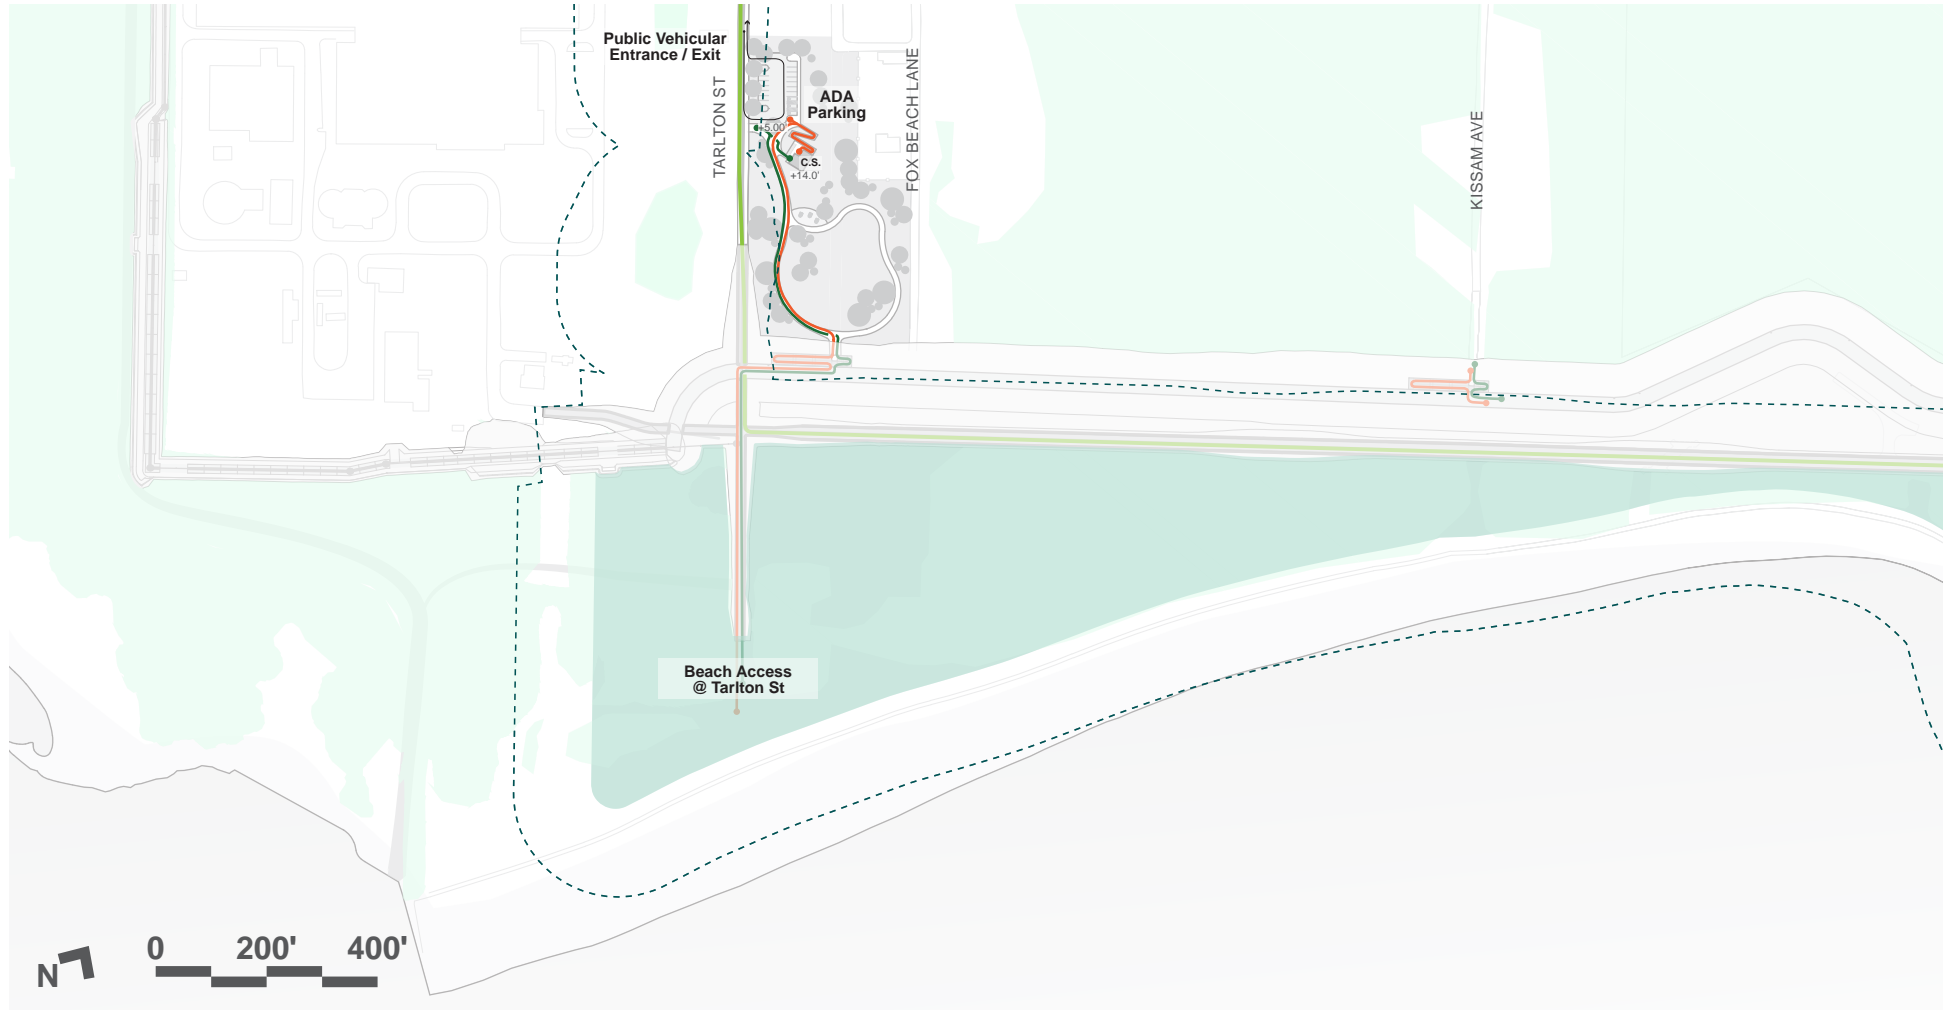 Public Vehicular
Entrance / Exit
TARLTON ST
ADA
Parking
FOX BEACH LANE
KISSAM AVE
+5.00'
C.S.
+14.0'
Beach Access
@ Tarlton St
0 200' 400'
N